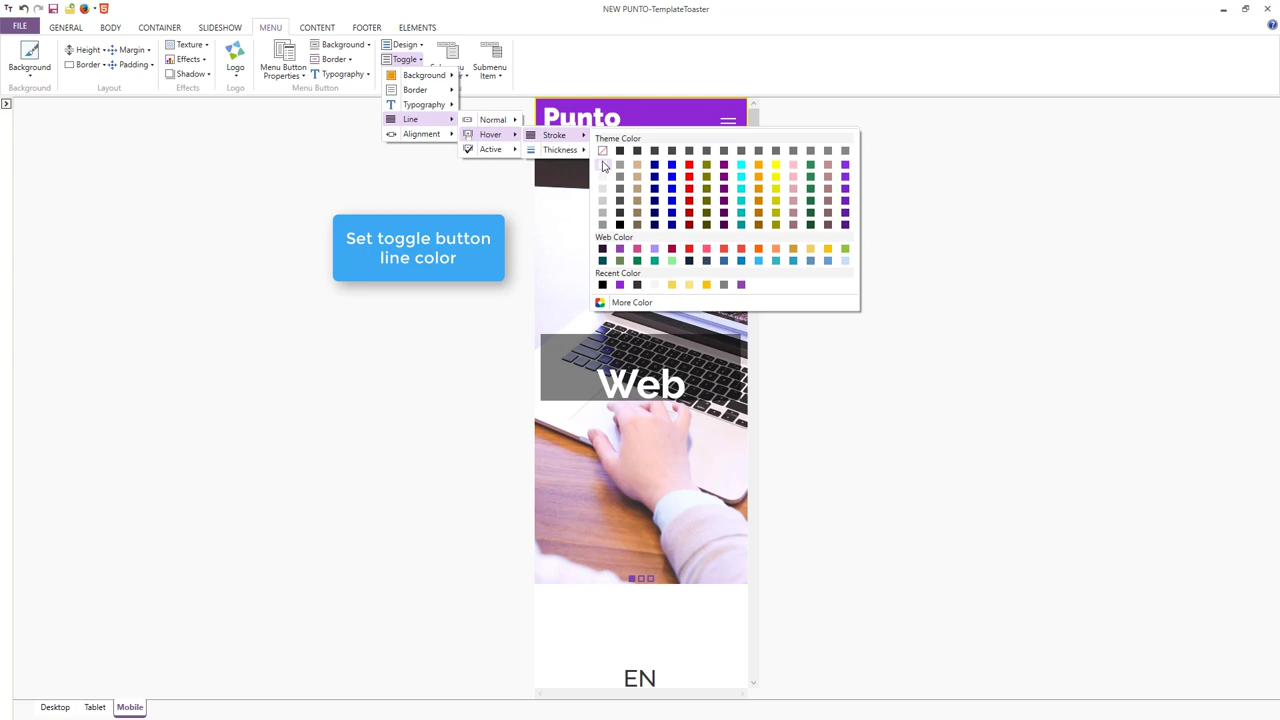 NEW PUNTO-TemplateToaster
FILE GENERAL BODY CONTAINER SLIDESHOW MENU CONTENT FOOTER ELEMENTS
Background
Background
Height
Border
Margin
Padding
Layout
Texture
Effects
Shadow
Effects
Logo
Logo
Menu Button
Properties
Background
Border
Typography
Menu Button
Design
Toggle
Submenu
Item
Background
Border
Typography
Line
Alignment
Normal
Hover
Active
Stroke
Thickness
Theme Color
Web Color
Recent Color
More Color
Punto
Set toggle button
line color
Web
EN
Desktop Tablet Mobile